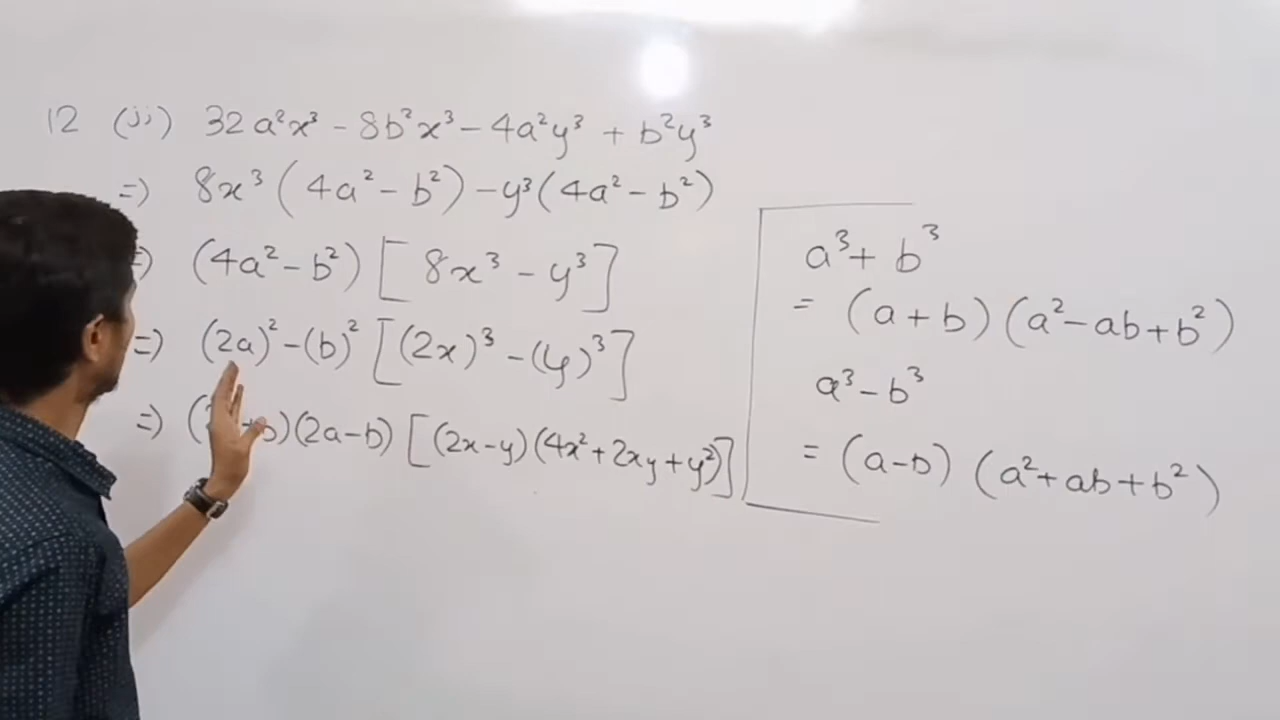 12 (ii) 32a²x³ - 8b²x³ - 4a²y³ + b²y³
=) 8x³ (4a² - b²) - y³ (4a² - b²)
=) (4a² - b²) [8x³ - y³]
=) (2a)² - (b)² [(2x)³ - (y)³]
=) (2 +b)(2a-b) [(2x-y)(4x²+2xy+y²)]
a³ + b³
= (a+b) (a²-ab+b²)
a³ - b³
= (a-b) (a²+ab+b²)